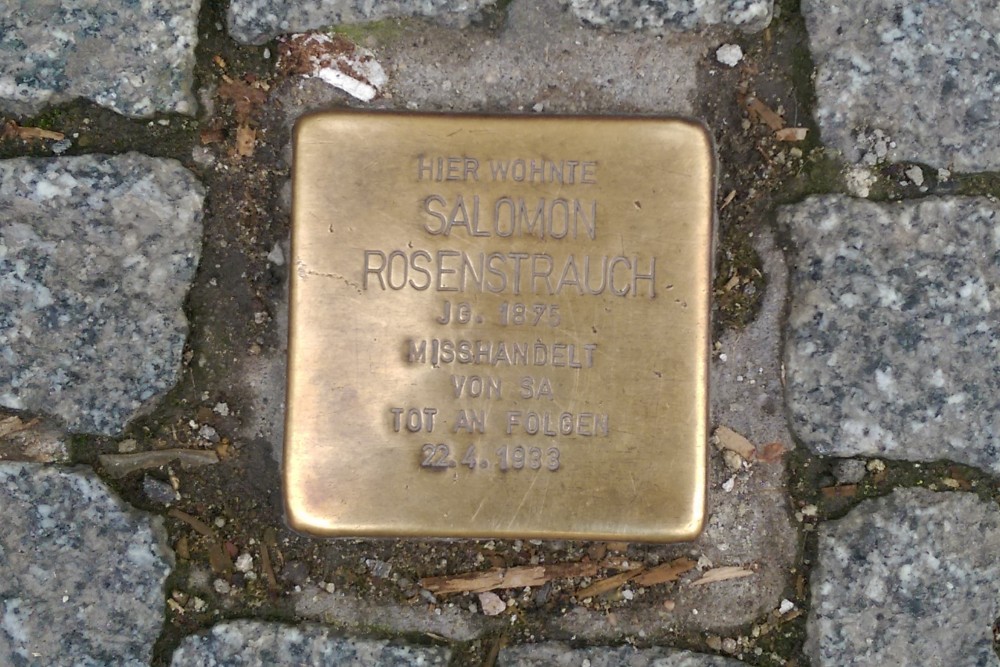 HIER WOHNTE
SALOMON
ROSENSTRAUCH
JG. 1875
MISSHANDELT
VON SA
TOT AN FOLGEN
22.4.1933